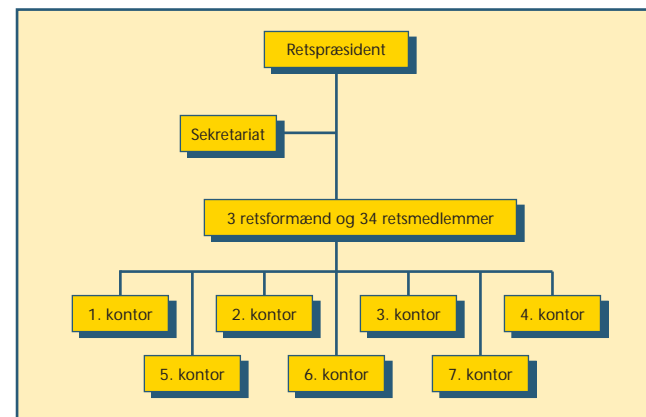 Retspræsident
Sekretariat
3 retsformænd og 34 retsmedlemmer
1. kontor
2. kontor
3. kontor
4. kontor
5. kontor
6. kontor
7. kontor